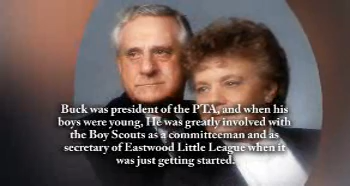 Buck was president of the PTA, and when his
boys were young, He was greatly involved with
the Boy Scouts as a committeeman and as
secretary of Eastwood Little League when it
was just getting started.